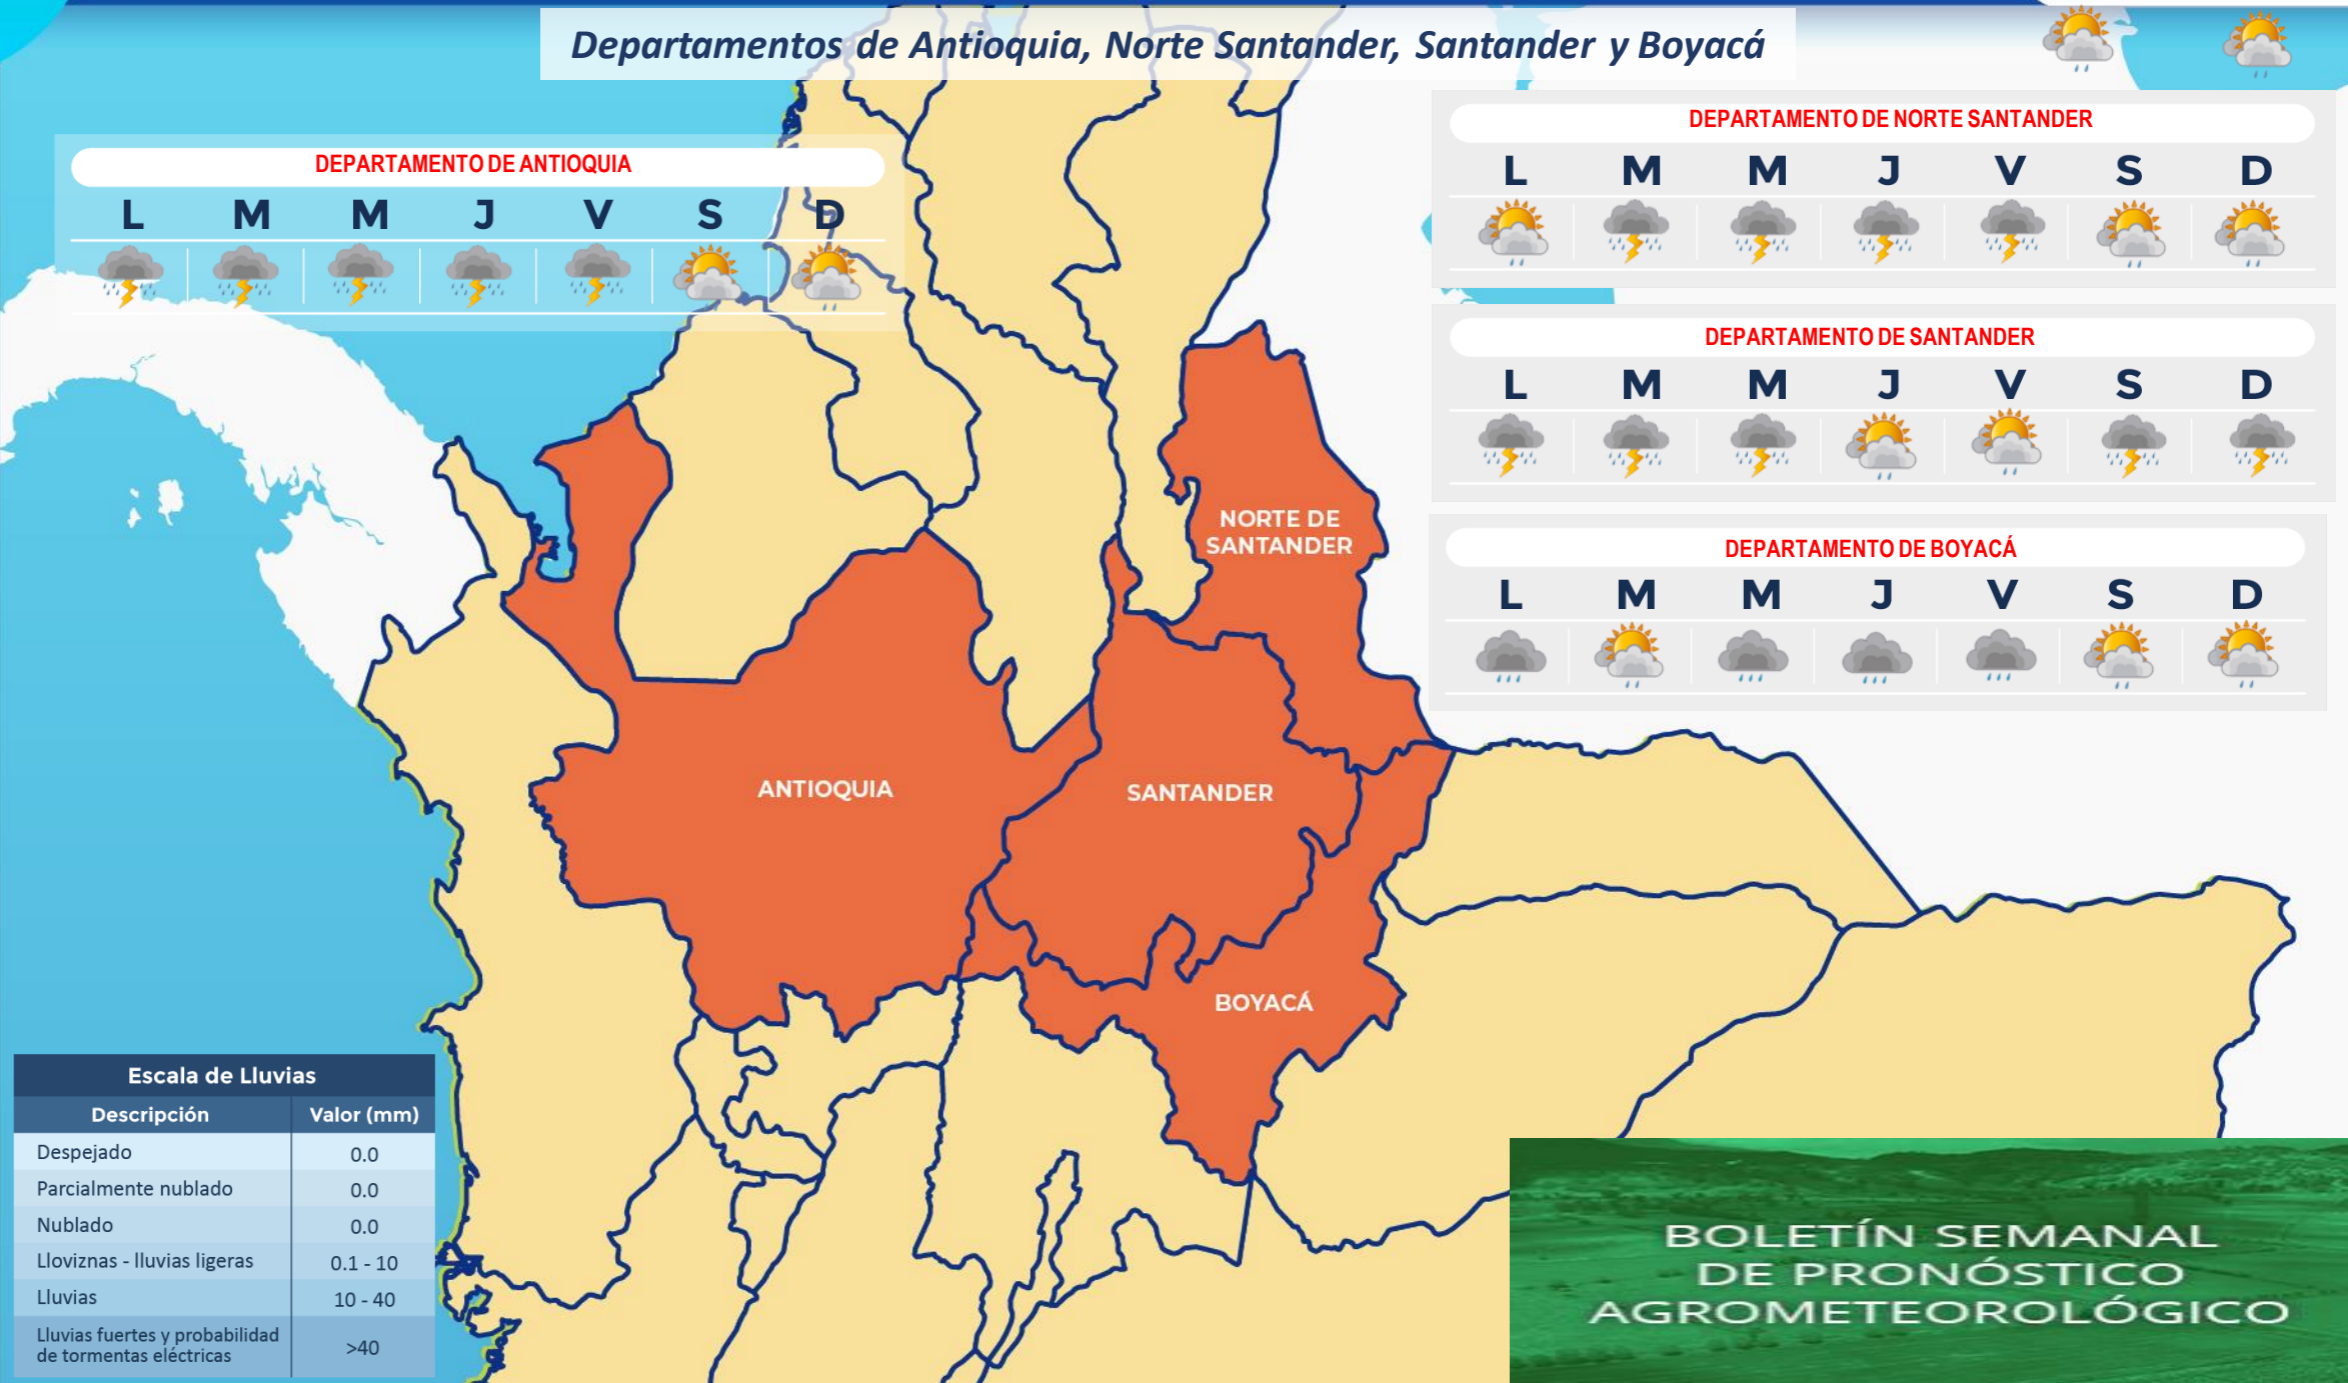 Departamentos de Antioquia, Norte Santander, Santander y Boyacá
DEPARTAMENTO DE ANTIOQUIA
L M M J V S D
DEPARTAMENTO DE NORTE SANTANDER
L M M J V S D
DEPARTAMENTO DE SANTANDER
L M M J V S D
DEPARTAMENTO DE BOYACÁ
L M M J V S D
NORTE DE
SANTANDER
ANTIOQUIA
SANTANDER
BOYACÁ
Escala de Lluvias
Descripción Valor (mm)
Despejado 0.0
Parcialmente nublado 0.0
Nublado 0.0
Lloviznas - lluvias ligeras 0.1 - 10
Lluvias 10 - 40
Lluvias fuertes y probabilidad
de tormentas eléctricas >40
BOLETÍN SEMANAL
DE PRONÓSTICO
AGROMETEOROLÓGICO